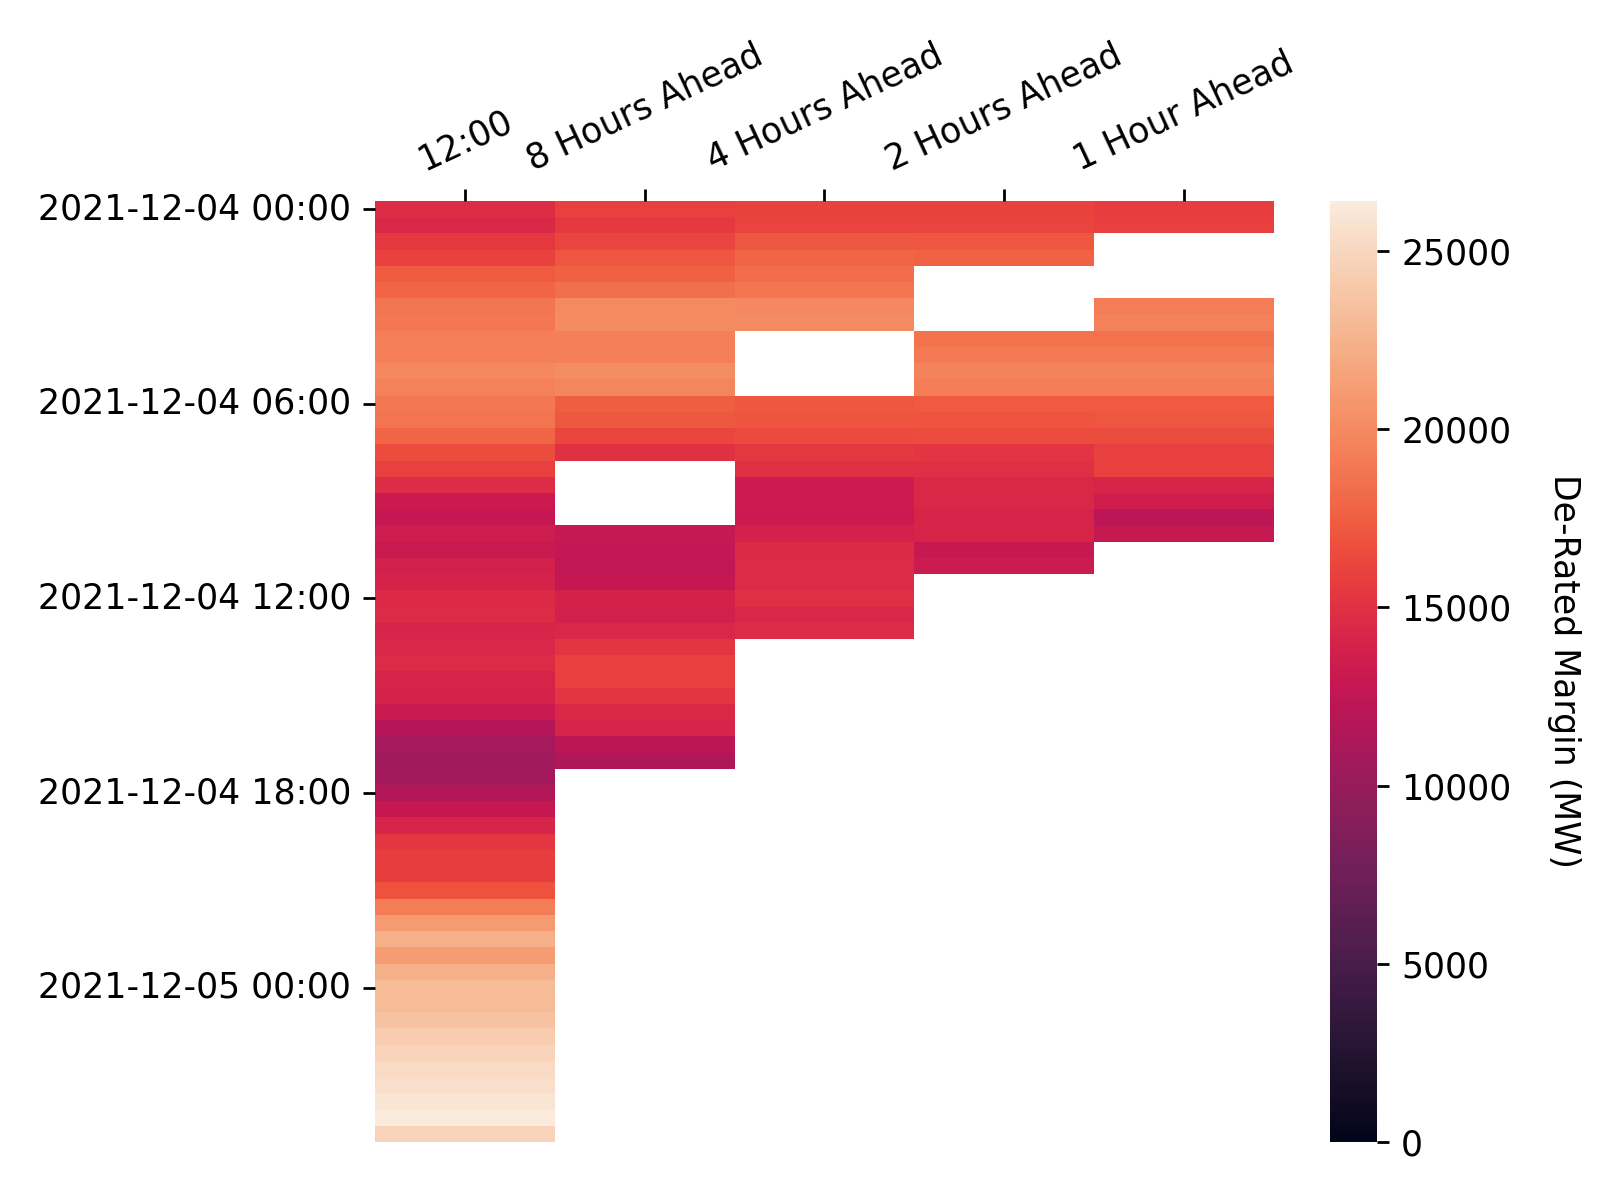 12:00
8 Hours Ahead
4 Hours Ahead
2 Hours Ahead
1 Hour Ahead
2021-12-04 00:00
2021-12-04 06:00
2021-12-04 12:00
2021-12-04 18:00
2021-12-05 00:00
25000
20000
15000
10000
5000
0
De-Rated Margin (MW)